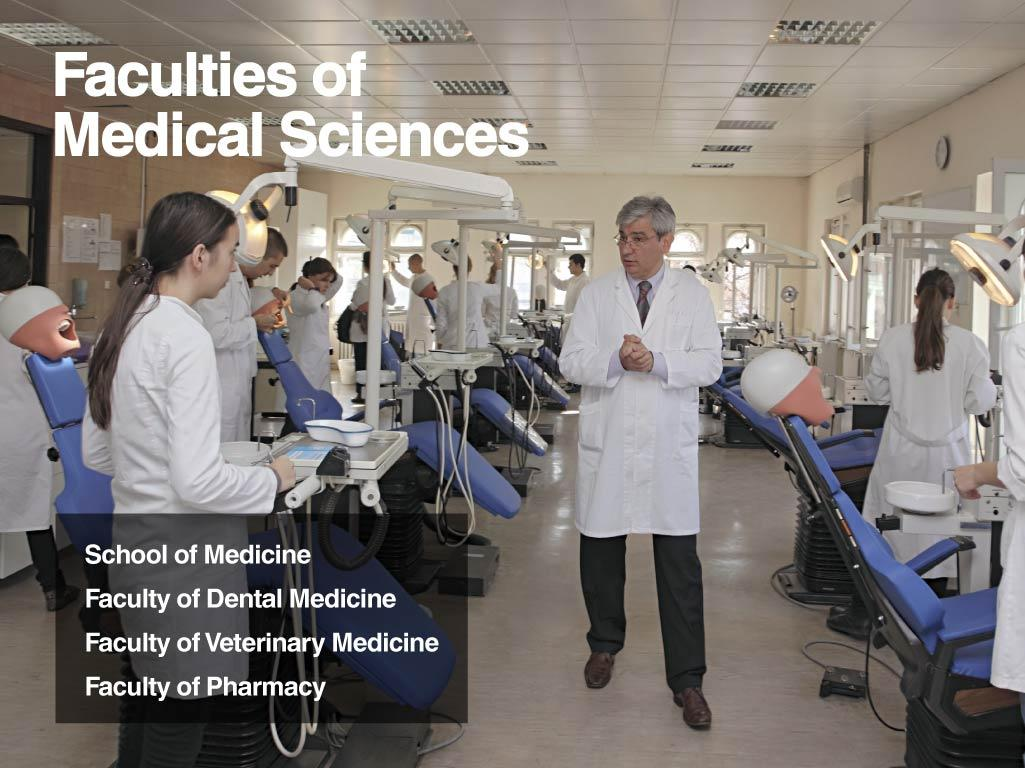 Faculties of
Medical Sciences
School of Medicine
Faculty of Dental Medicine
Faculty of Veterinary Medicine
Faculty of Pharmacy